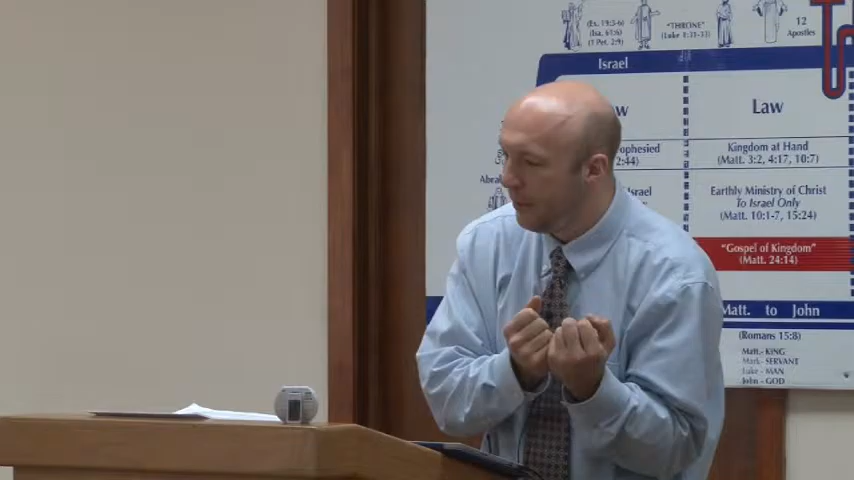 (Ex. 19:3-6)
(Isa. 61:6)
(1 Pet. 2:9)
"THRONE"
(Luke 1:31-33)
12
Apostles
Israel
Law
Kingdom at Hand
(Matt. 3:2, 4:17, 10:7)
2:44)
Israel
Earthly Ministry of Christ
To Israel Only
(Matt. 10:1-7, 15:24)
"Gospel of Kingdom"
(Matt. 24:14)
Matt. to John
(Romans 15:8)
Matt.- KING
Mark- SERVANT
Luke - MAN
John - GOD